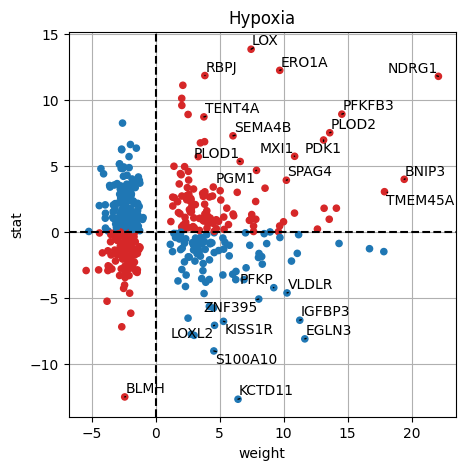 Hypoxia
LOX
RBPJ
ERO1A
NDRG1
TENT4A
PFKFB3
SEMA4B
PLOD2
PLOD1
MXI1
PDK1
PGM1
SPAG4
BNIP3
TMEM45A
PFKP
VLDLR
ZNF395
IGFBP3
LOXL2
KISS1R
EGLN3
S100A10
BLMH
KCTD11
15
10
5
0
−5
−10
stat
−5
0
5
10
15
20
weight